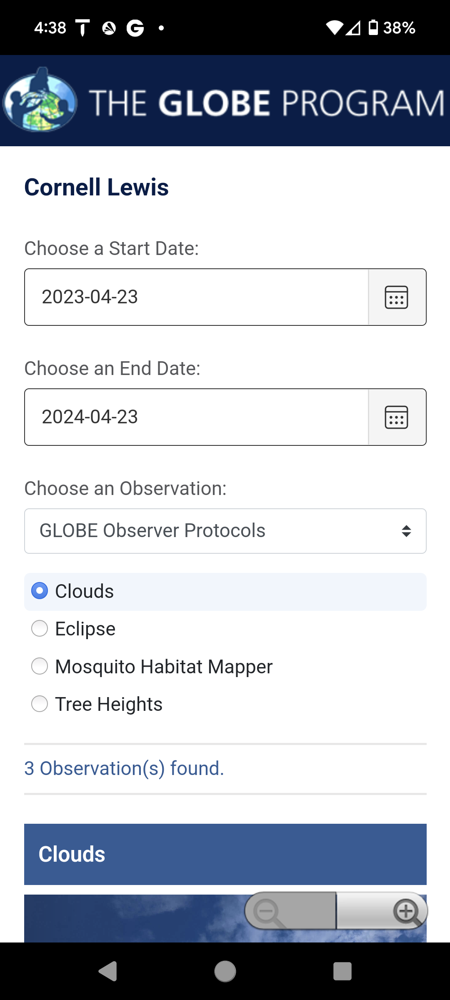 4:38
38%
THE GLOBE PROGRAM
Cornell Lewis
Choose a Start Date:
2023-04-23
Choose an End Date:
2024-04-23
Choose an Observation:
GLOBE Observer Protocols
Clouds
Eclipse
Mosquito Habitat Mapper
Tree Heights
3 Observation(s) found.
Clouds